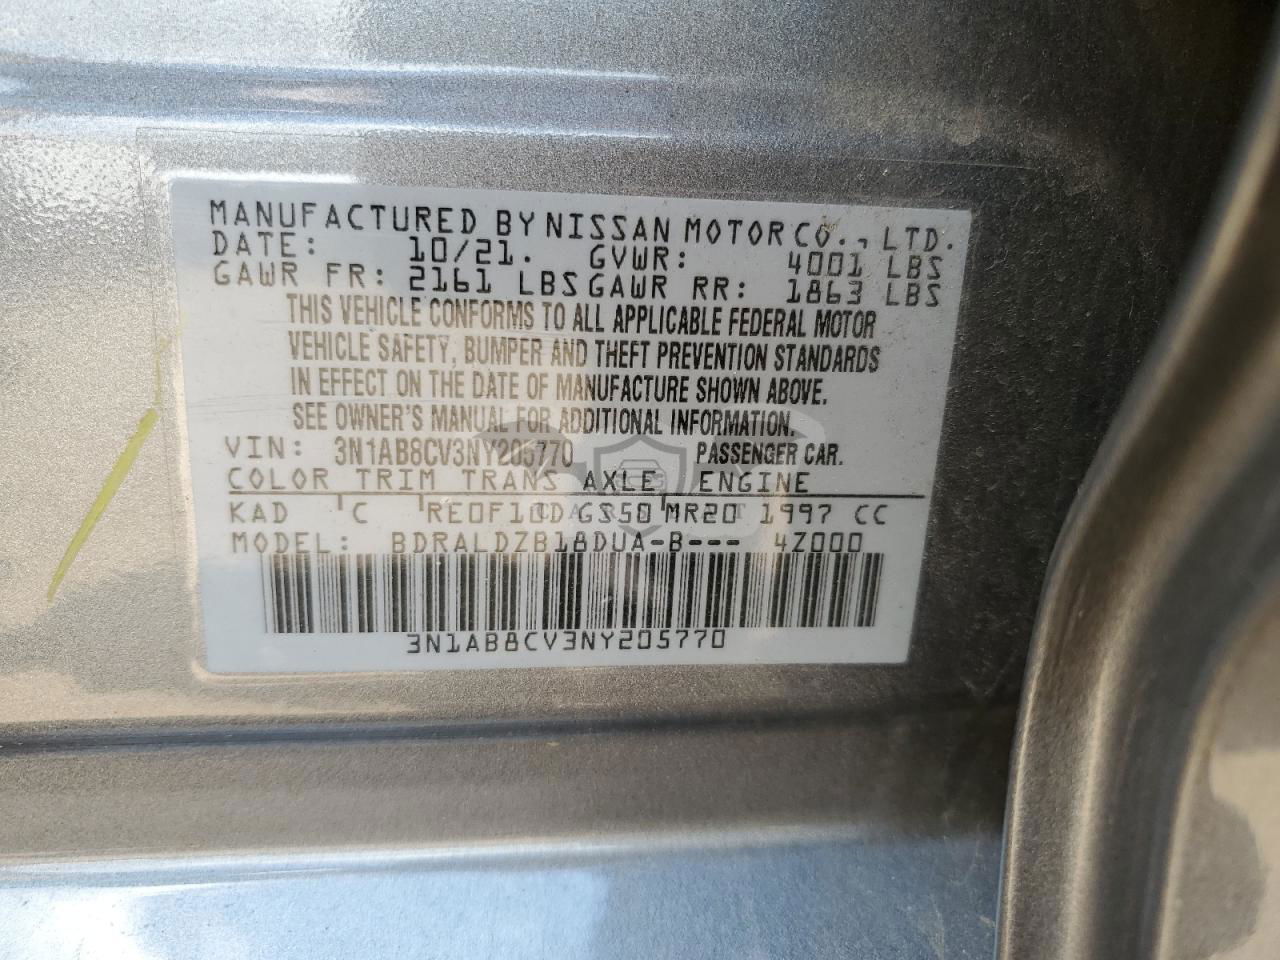 MANUFACTURED BY NISSAN MOTOR CO., LTD.
DATE: 10/21. GVWR: 4001 LBS
GAWR FR: 2161 LBS GAWR RR: 1863 LBS
THIS VEHICLE CONFORMS TO ALL APPLICABLE FEDERAL MOTOR
VEHICLE SAFETY, BUMPER AND THEFT PREVENTION STANDARDS
IN EFFECT ON THE DATE OF MANUFACTURE SHOWN ABOVE.
SEE OWNER'S MANUAL FOR ADDITIONAL INFORMATION.
VIN: 3N1AB8CV3NY205770 PASSENGER CAR.
COLOR TRIM TRANS AXLE ENGINE
KAD C RE0F10D GS50 MR20 1997 CC
MODEL: BDRALDZB18DUA-B--- 4Z000
3N1AB8CV3NY205770